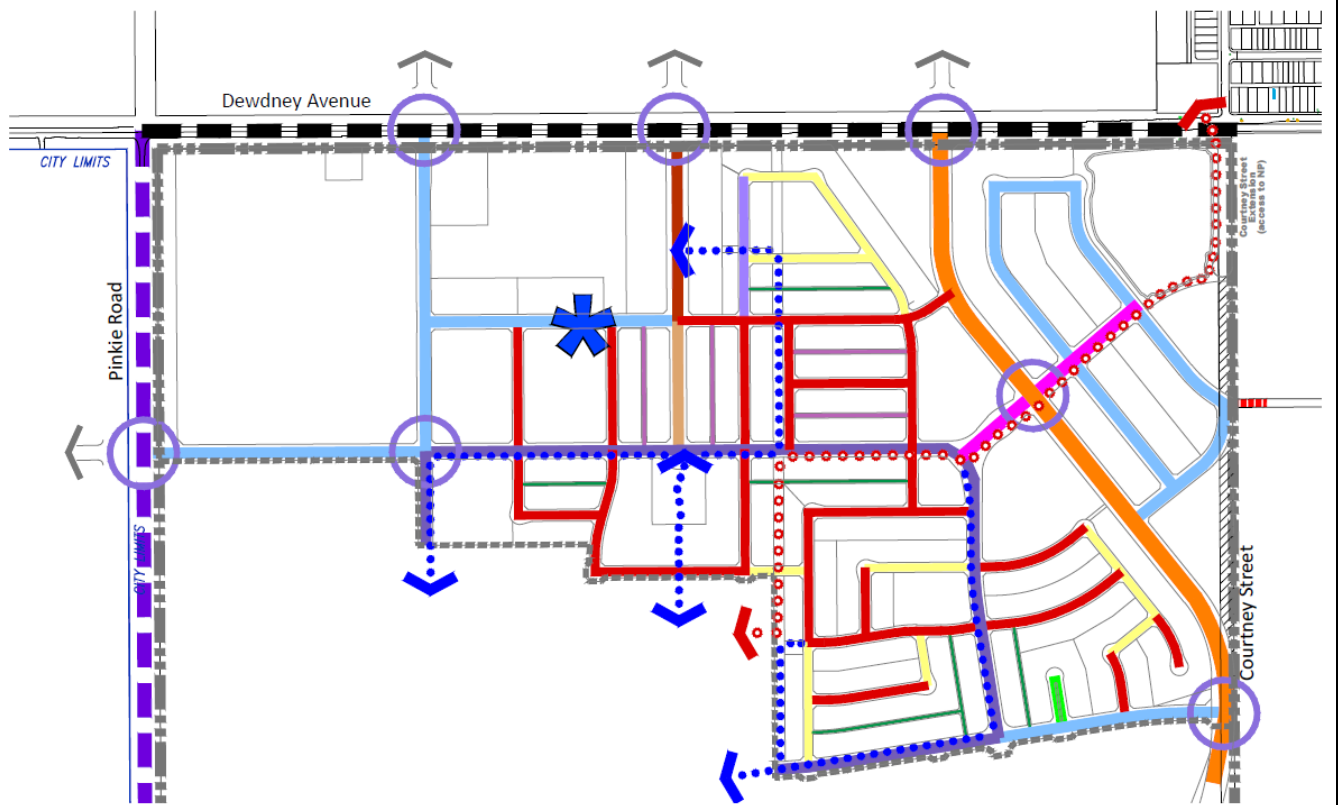 Dewdney Avenue
CITY LIMITS
Courtney Street
Extension
(access to NP)
Pinkie Road
CITY LIMITS
Courtney Street